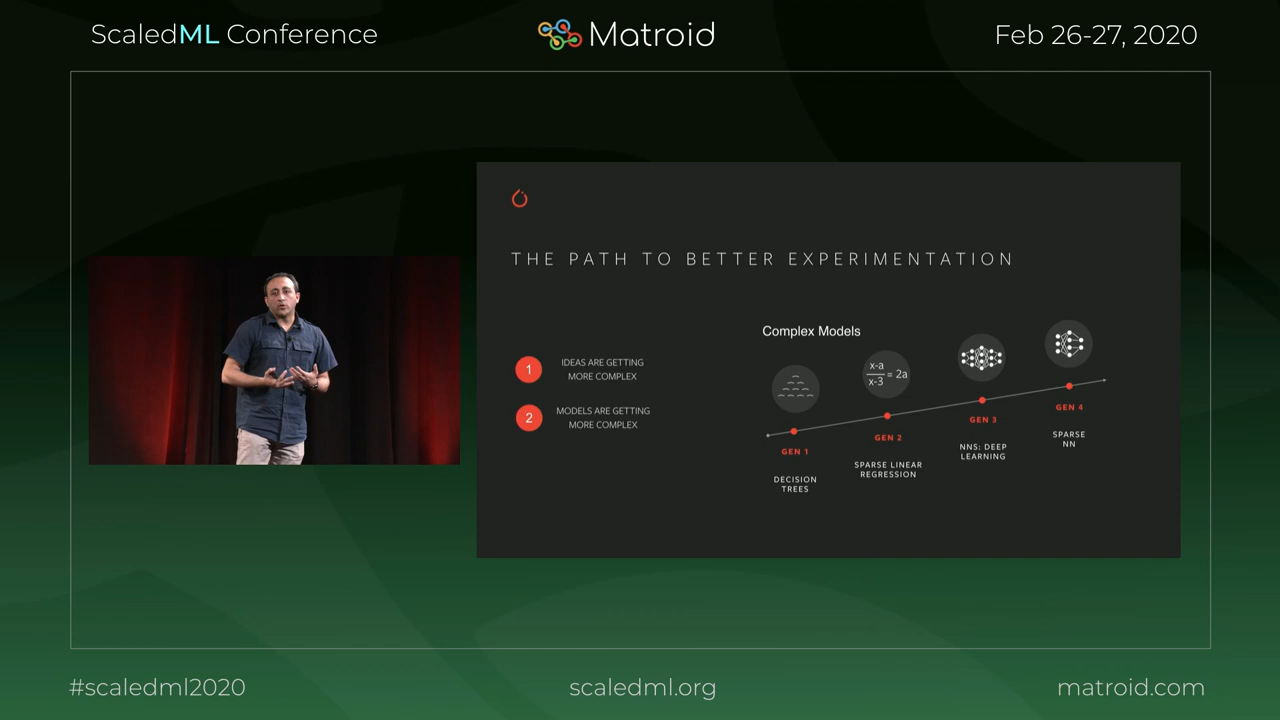 ScaledML Conference
Matroid
Feb 26-27, 2020
THE PATH TO BETTER EXPERIMENTATION
1
IDEAS ARE GETTING
MORE COMPLEX
2
MODELS ARE GETTING
MORE COMPLEX
Complex Models
x-a
x-3
= 2a
GEN 1
DECISION
TREES
GEN 2
SPARSE LINEAR
REGRESSION
GEN 3
NNS: DEEP
LEARNING
GEN 4
SPARSE
NN
#scaledml2020
scaledml.org
matroid.com